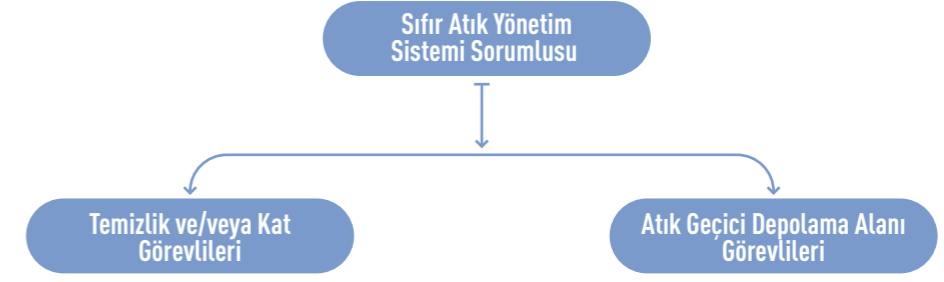 Sıfır Atık Yönetim
Sistemi Sorumlusu
Temizlik ve/veya Kat
Görevlileri
Atık Geçici Depolama Alanı
Görevlileri